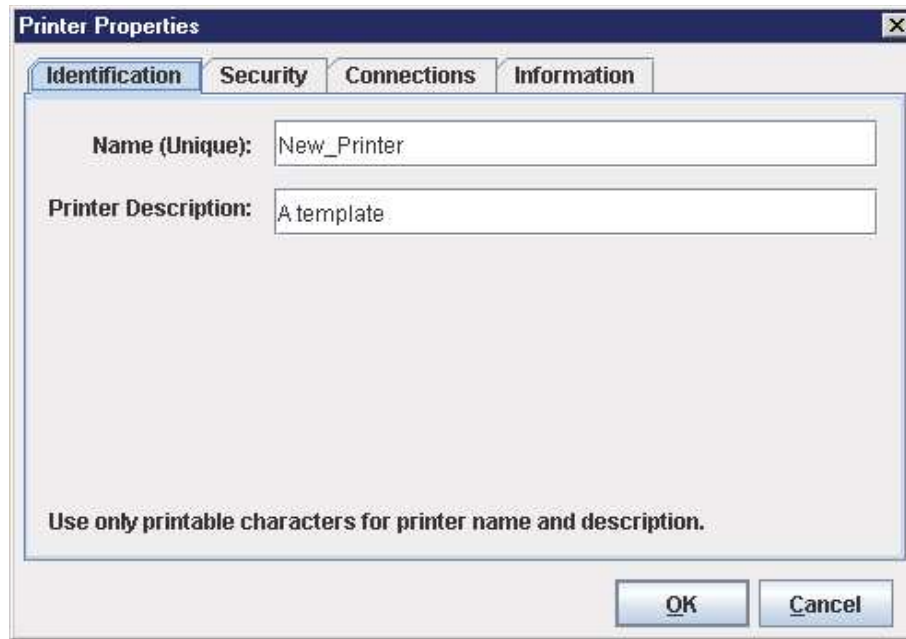 Printer Properties
Identification Security Connections Information
Name (Unique): New_Printer
Printer Description: A template
Use only printable characters for printer name and description.
OK Cancel